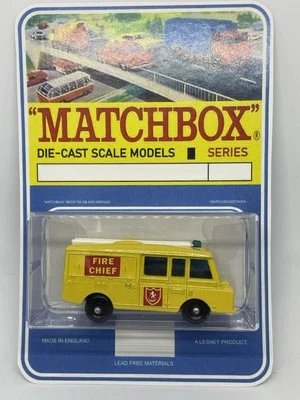 "MATCHBOX"®
DIE-CAST SCALE MODELS SERIES
FIRE
CHIEF
MADE IN ENGLAND
A LESNEY PRODUCT
LEAD FREE MATERIALS